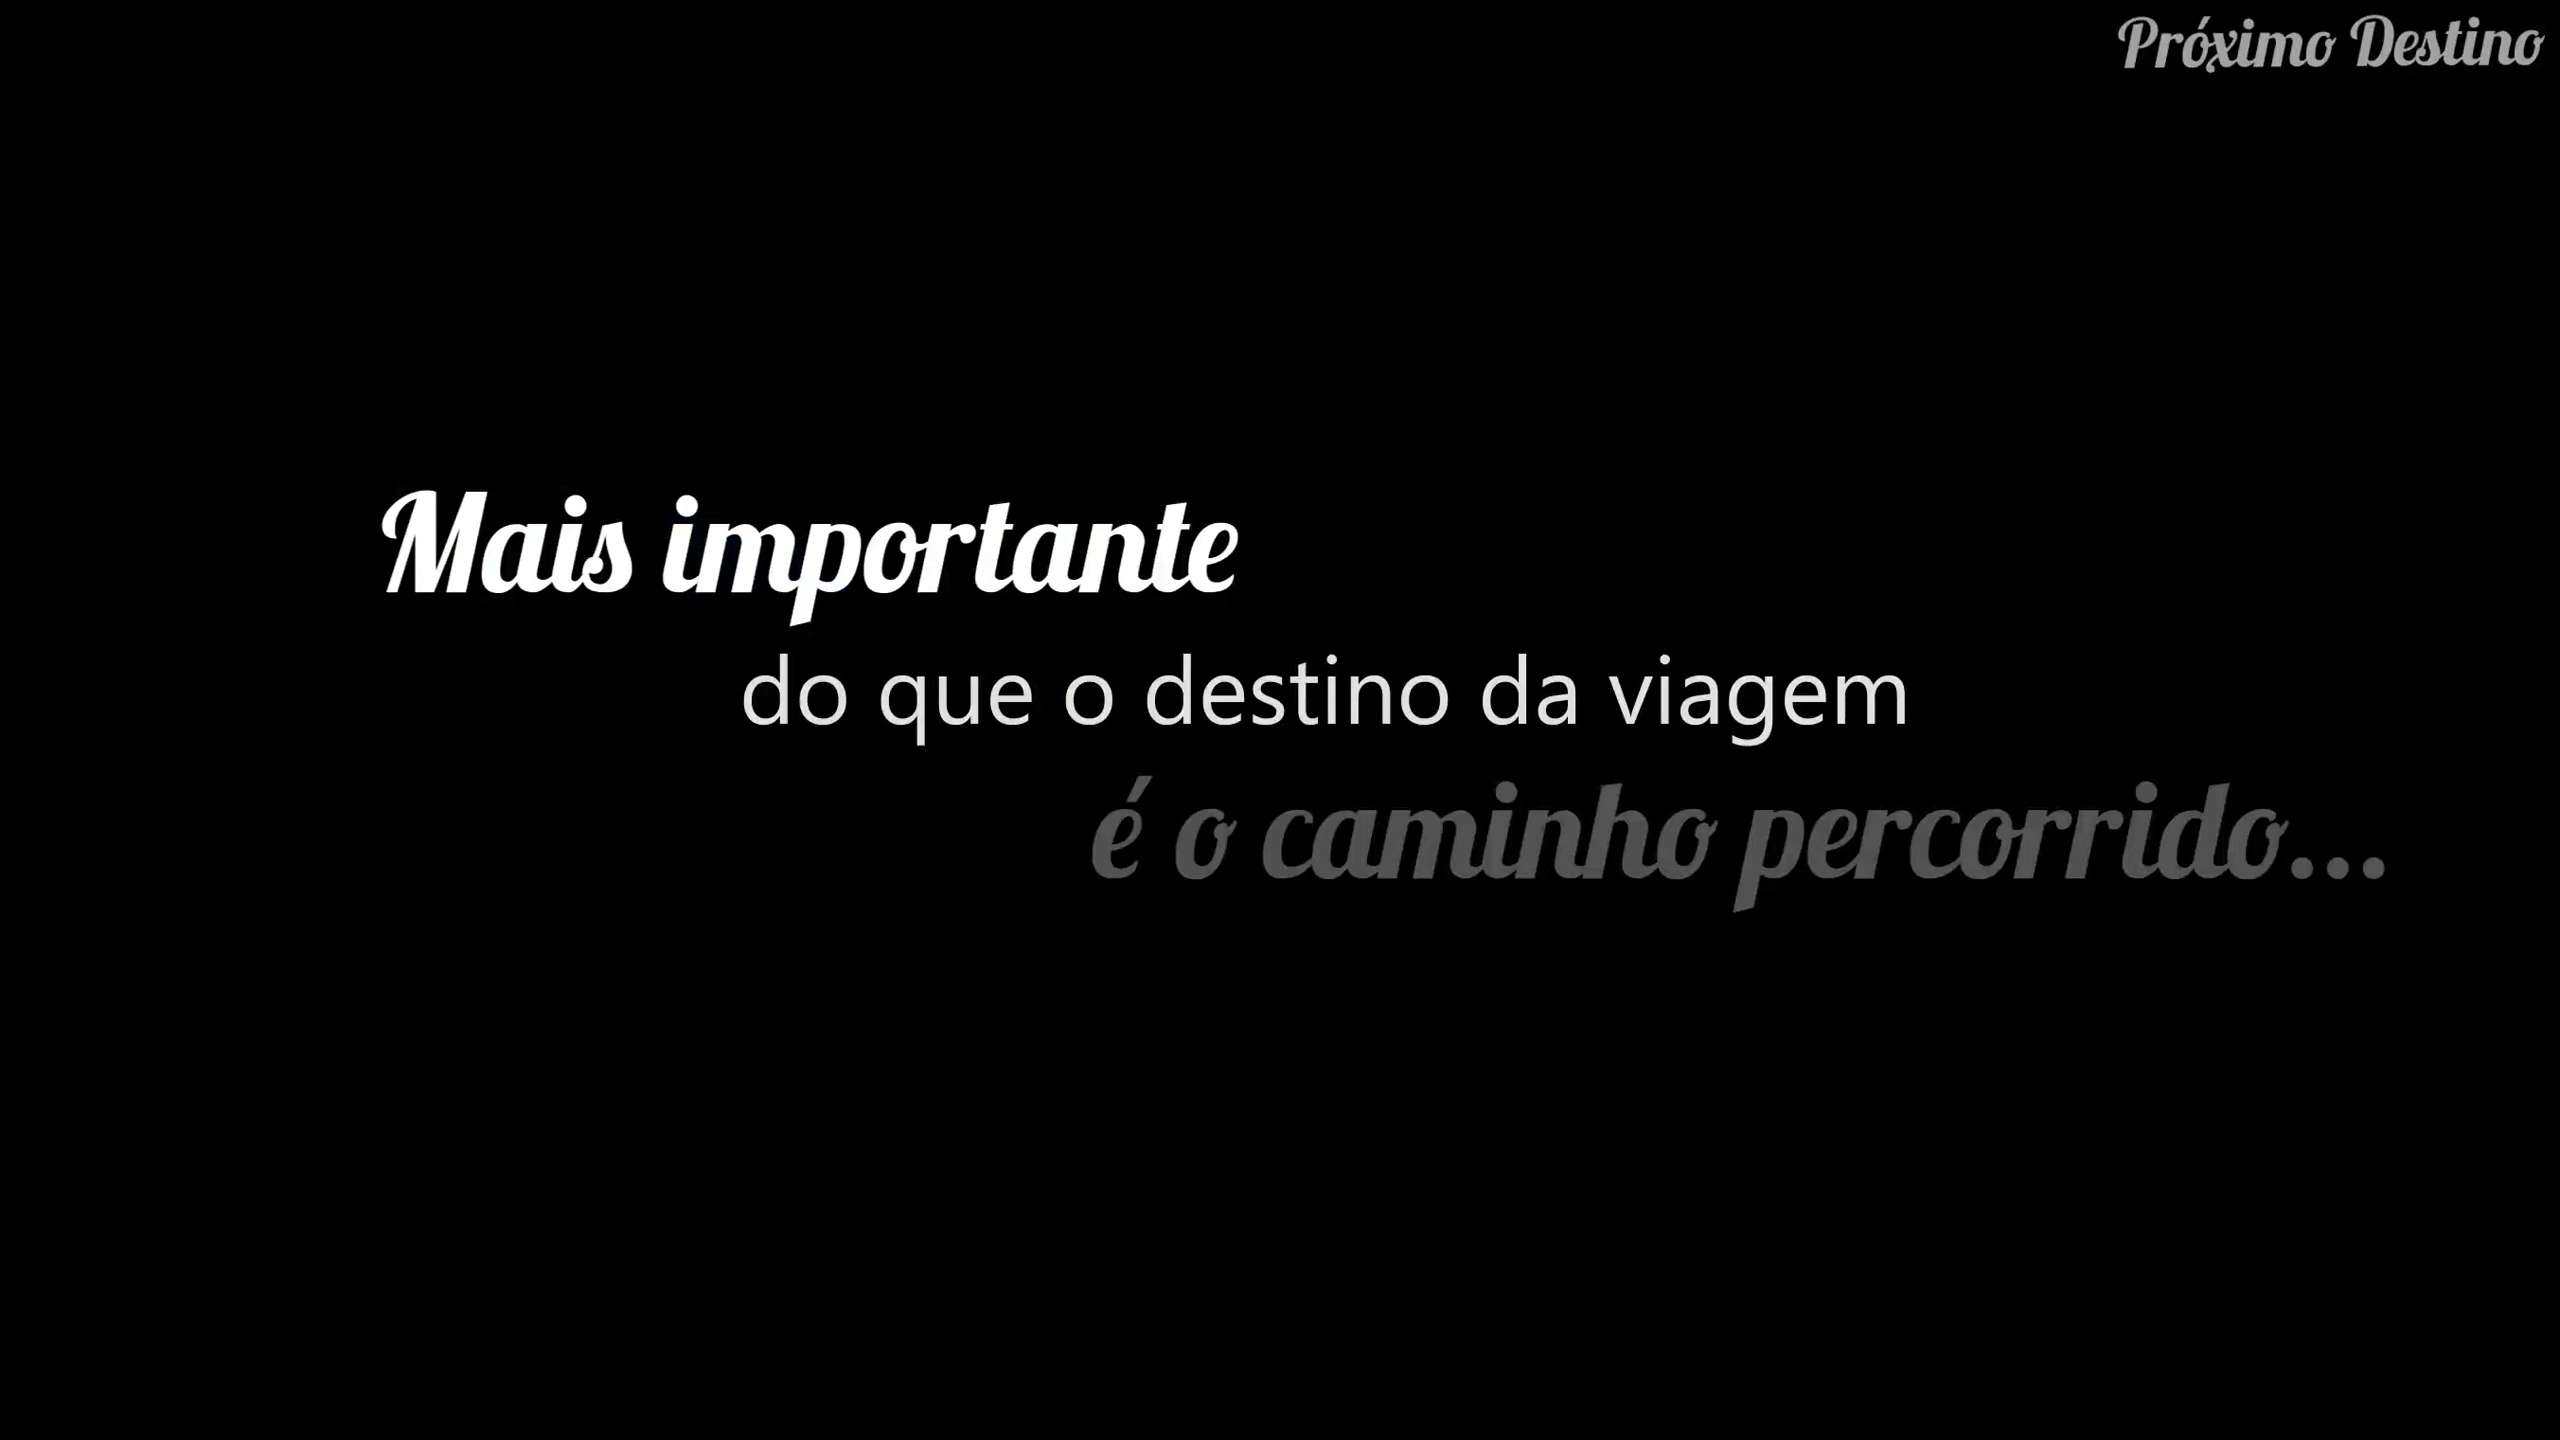 Próximo Destino
Mais importante
do que o destino da viagem
é o caminho percorrido...